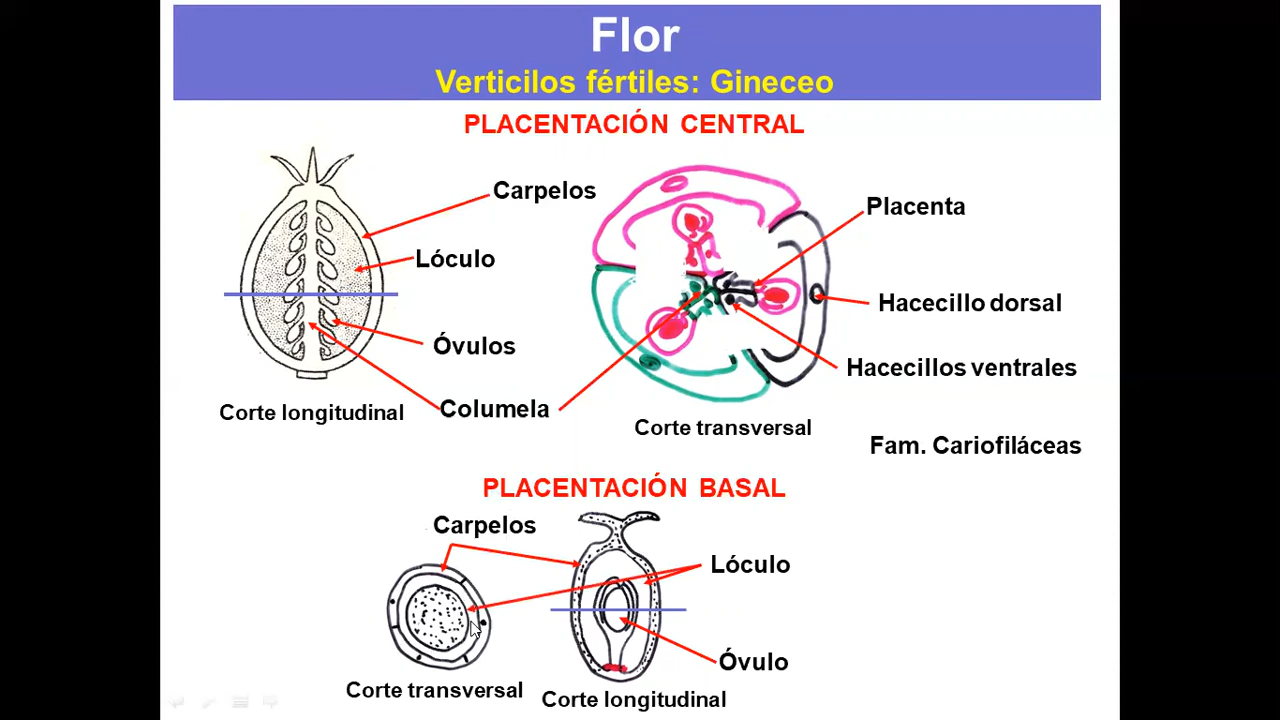 Flor
Verticilos fértiles: Gineceo
PLACENTACIÓN CENTRAL
Carpelos
Placenta
Lóculo
Hacecillo dorsal
Óvulos
Hacecillos ventrales
Columela
Corte longitudinal
Corte transversal
Fam. Cariofiláceas
PLACENTACIÓN BASAL
Carpelos
Lóculo
Óvulo
Corte transversal
Corte longitudinal